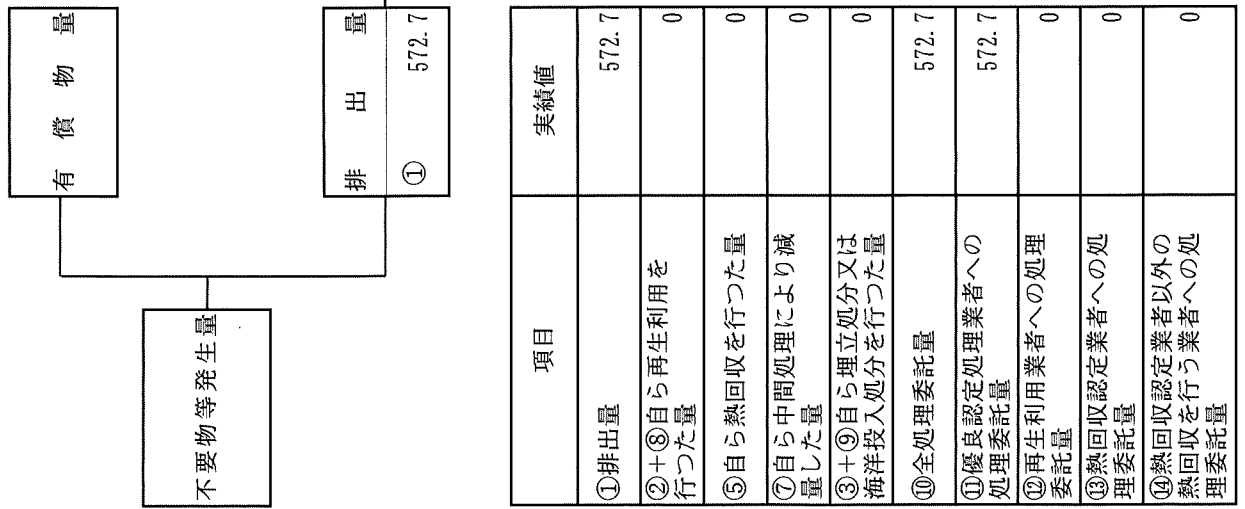 不要物等発生量
有償物量
排出量
① 572.7
項目 実績値
①排出量 572.7
②+⑧自ら再生利用を
行つた量 0
⑤自ら熱回収を行つた量 0
⑦自ら中間処理により減
量した量 0
③+⑨自ら埋立処分又は
海洋投入処分を行つた量 0
⑩全処理委託量 572.7
⑪優良認定処理業者への
処理委託量 572.7
⑫再生利用業者への処理
委託量 0
⑬熱回収認定業者への処
理委託量 0
⑭熱回収認定業者以外の
熱回収を行う業者への処
理委託量 0